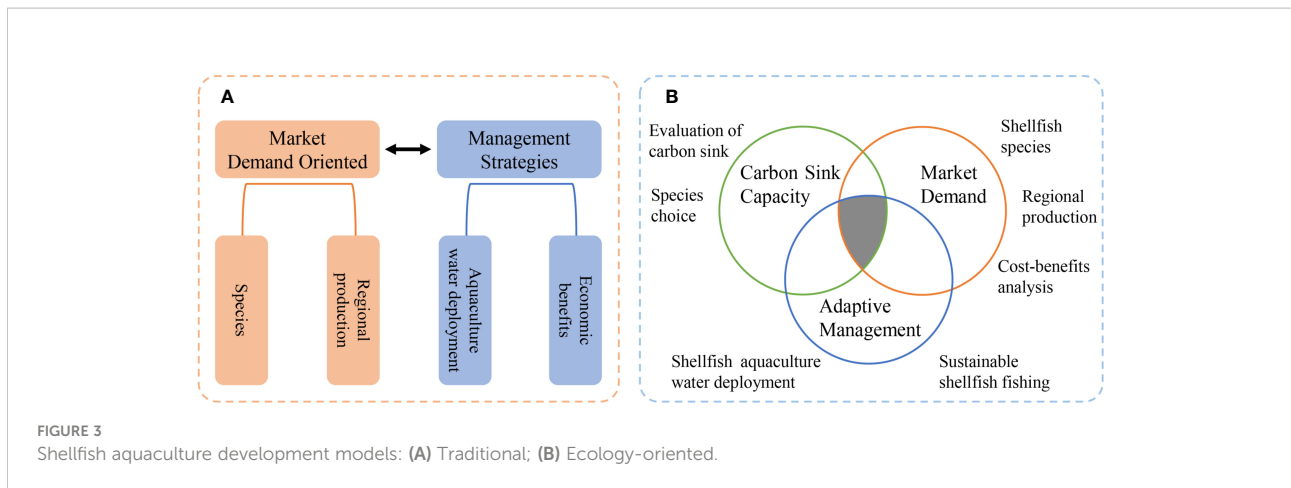 A
Market
Demand Oriented
Management
Strategies
Species
Regional
production
Aquaculture
water deployment
Economic
benefits
B
Evaluation of
carbon sink
Species
choice
Carbon Sink
Capacity
Market
Demand
Shellfish
species
Regional
production
Cost-benefits
analysis
Adaptive
Management
Shellfish aquaculture
water deployment
Sustainable
shellfish fishing
FIGURE 3
Shellfish aquaculture development models: (A) Traditional; (B) Ecology-oriented.